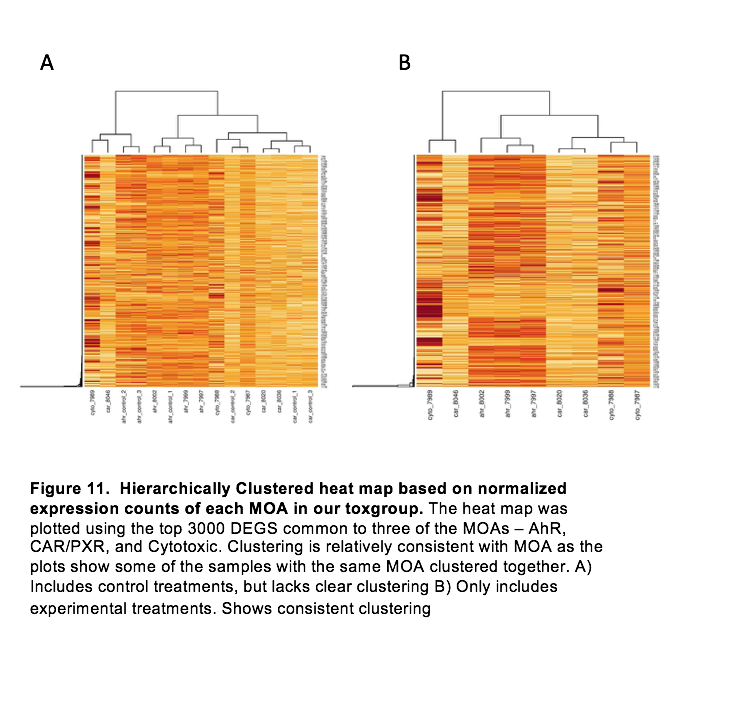 A
B
cyto_7989
car_8046
ahr_control_2
ahr_control_3
ahr_8002
ahr_control_1
ahr_7999
ahr_7997
cyto_7988
car_control_2
cyto_7987
car_8020
car_8036
car_control_1
car_control_3
cyto_7989
car_8046
ahr_8002
ahr_7999
ahr_7997
car_8020
car_8036
cyto_7988
cyto_7987
Figure 11.  Hierarchically Clustered heat map based on normalized
expression counts of each MOA in our toxgroup. The heat map was
plotted using the top 3000 DEGS common to three of the MOAs – AhR,
CAR/PXR, and Cytotoxic. Clustering is relatively consistent with MOA as the
plots show some of the samples with the same MOA clustered together. A)
Includes control treatments, but lacks clear clustering B) Only includes
experimental treatments. Shows consistent clustering